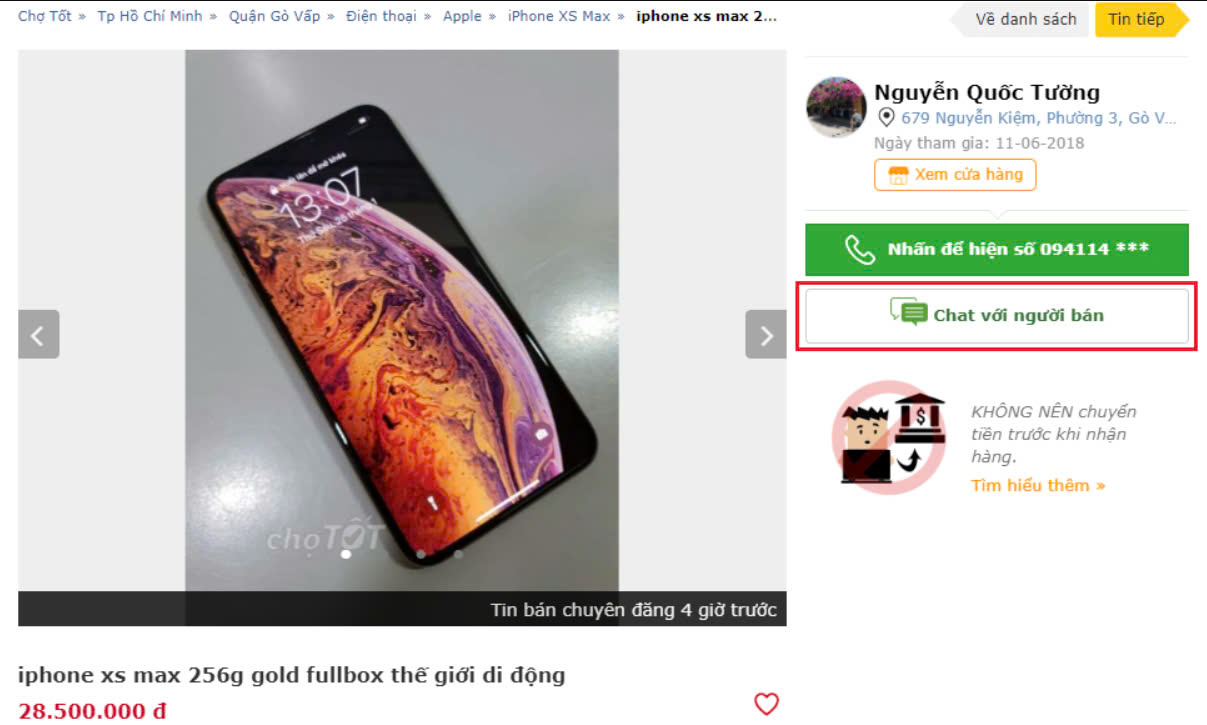 Chợ Tốt » Tp Hồ Chí Minh » Quận Gò Vấp » Điện thoại » Apple » iPhone XS Max » iphone xs max 2...
Về danh sách
Tin tiếp
Nguyễn Quốc Tường
679 Nguyễn Kiệm, Phường 3, Gò V...
Ngày tham gia: 11-06-2018
Xem cửa hàng
Nhấn để hiện số 094114 ***
Chat với người bán
KHÔNG NÊN chuyển
tiền trước khi nhận
hàng.
Tìm hiểu thêm »
13:07
chợTỐT
Tin bán chuyên đăng 4 giờ trước
iphone xs max 256g gold fullbox thế giới di động
28.500.000 đ